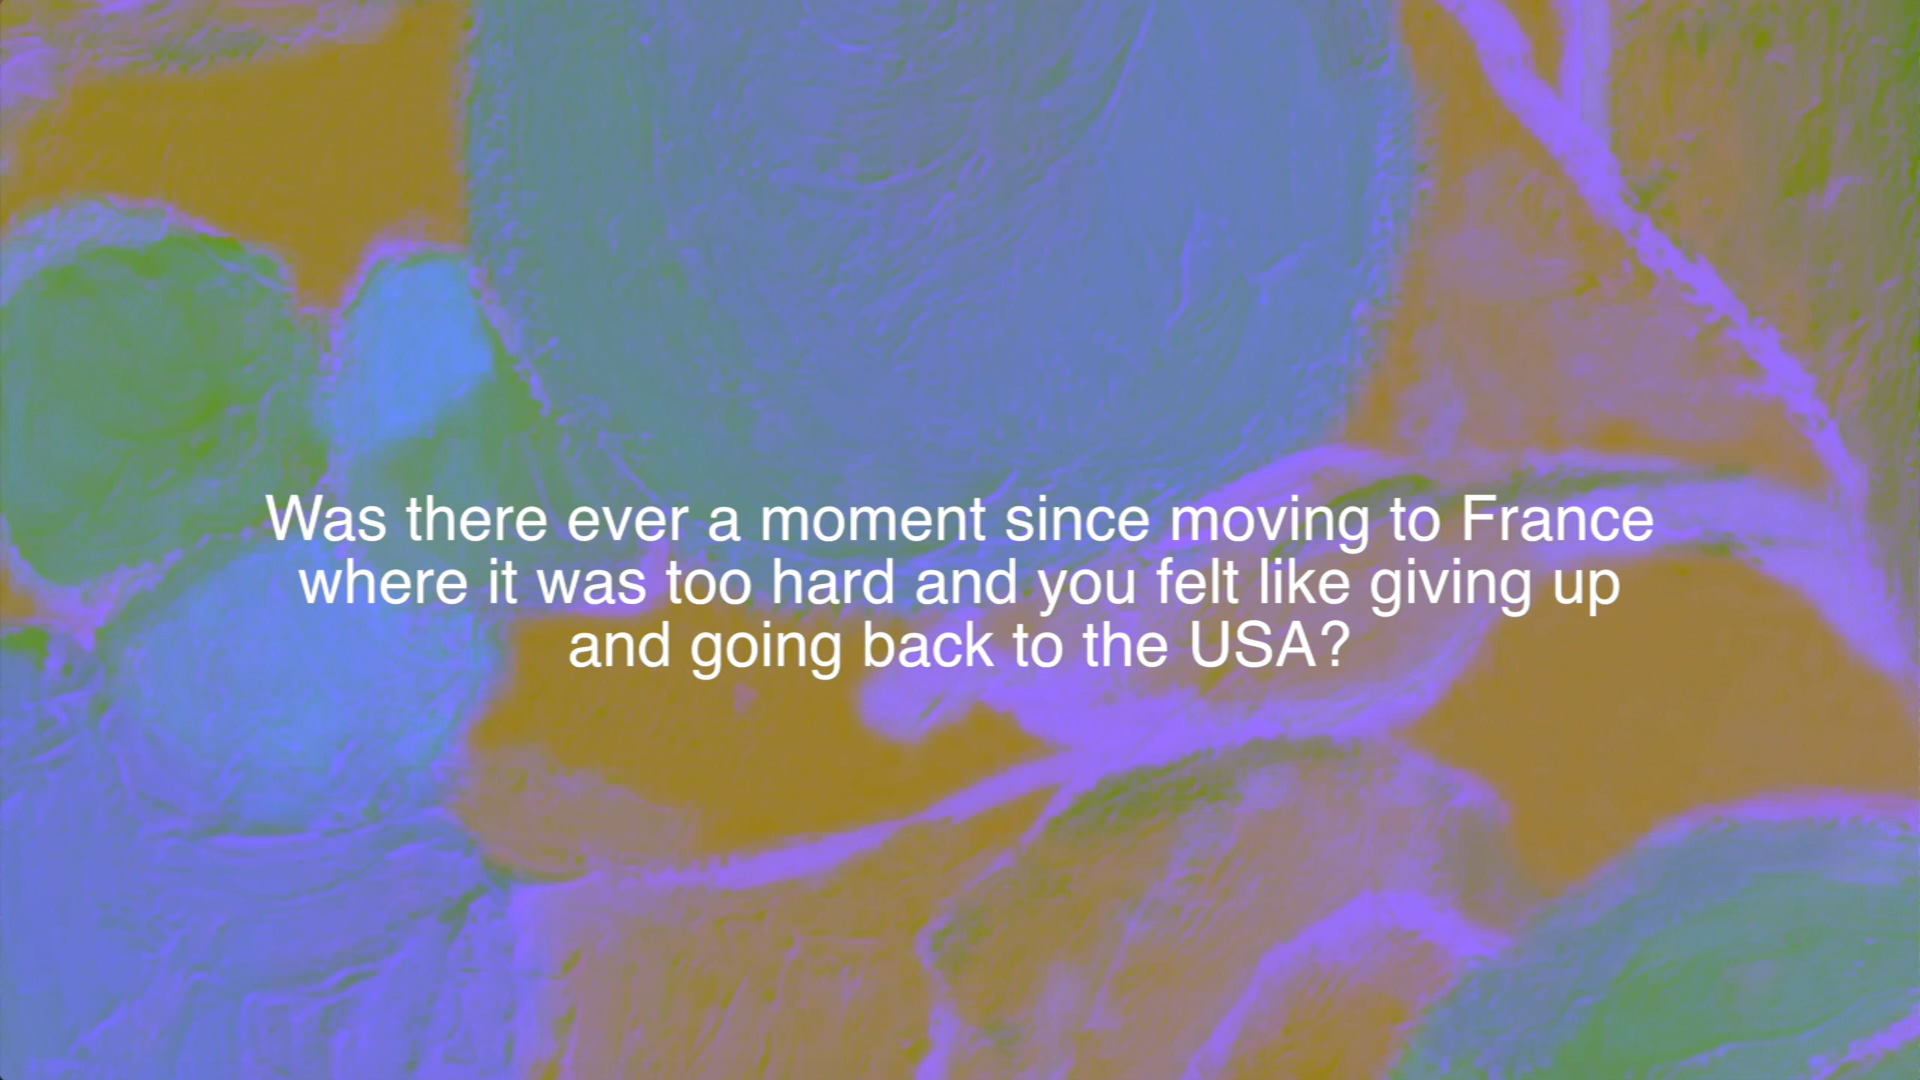 Was there ever a moment since moving to France
where it was too hard and you felt like giving up
and going back to the USA?